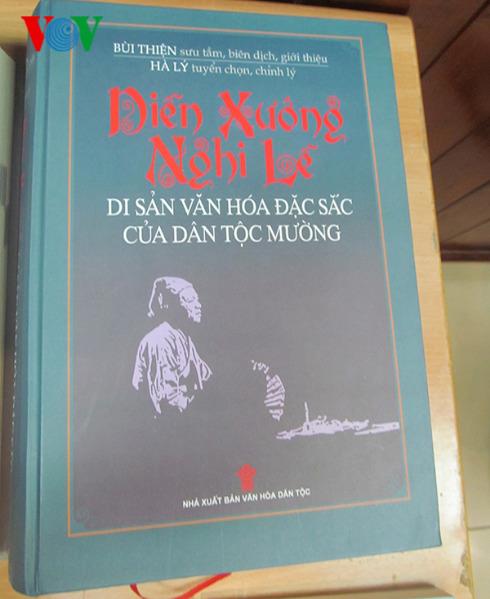 VOV
BÙI THIỆN sưu tầm, biên dịch, giới thiệu
HÀ LÝ tuyển chọn, chỉnh lý
Diễn Xướng
Nghi Lễ
DI SẢN VĂN HÓA ĐẶC SẮC
CỦA DÂN TỘC MƯỜNG
NHÀ XUẤT BẢN VĂN HÓA DÂN TỘC